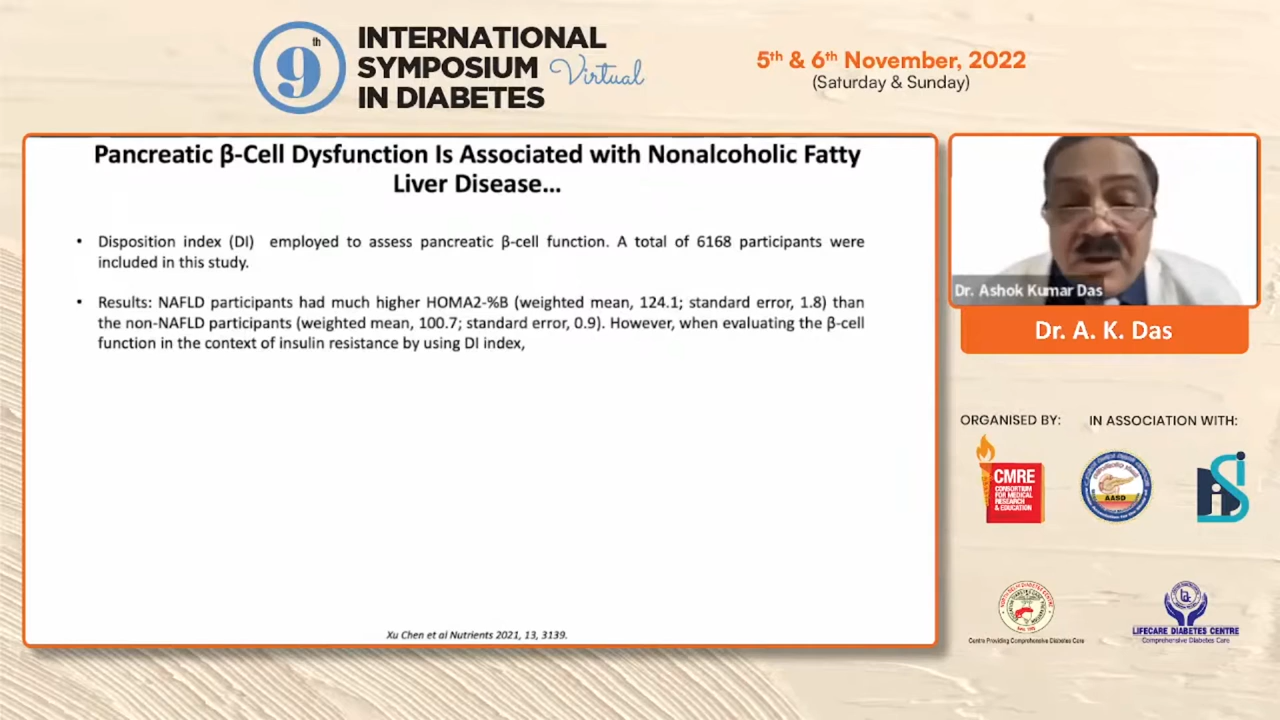 9th
INTERNATIONAL
SYMPOSIUM Virtual
IN DIABETES
5th & 6th November, 2022
(Saturday & Sunday)
Pancreatic β-Cell Dysfunction Is Associated with Nonalcoholic Fatty
Liver Disease…
• Disposition index (DI) employed to assess pancreatic β-cell function. A total of 6168 participants were
included in this study.
• Results: NAFLD participants had much higher HOMA2-%B (weighted mean, 124.1; standard error, 1.8) than
the non-NAFLD participants (weighted mean, 100.7; standard error, 0.9). However, when evaluating the β-cell
function in the context of insulin resistance by using DI index,
Xu Chen et al Nutrients 2021, 13, 3139.
Dr. Ashok Kumar Das
Dr. A. K. Das
ORGANISED BY:
IN ASSOCIATION WITH:
CMRE
CONSORTIUM
FOR MEDICAL
RESEARCH
& EDUCATION
AASD
Centre Providing Comprehensive Diabetes Care
LIFECARE DIABETES CENTRE
Comprehensive Diabetes Care